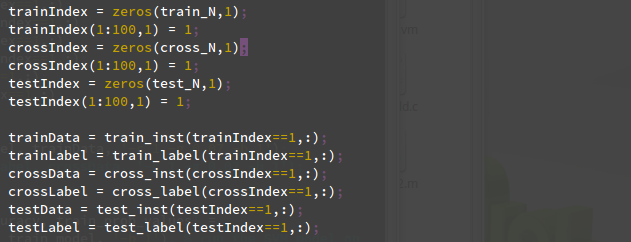 trainIndex = zeros(train_N,1);
trainIndex(1:100,1) = 1;
crossIndex = zeros(cross_N,1);
crossIndex(1:100,1) = 1;
testIndex = zeros(test_N,1);
testIndex(1:100,1) = 1;
trainData = train_inst(trainIndex==1,:);
trainLabel = train_label(trainIndex==1,:);
crossData = cross_inst(crossIndex==1,:);
crossLabel = cross_label(crossIndex==1,:);
testData = test_inst(testIndex==1,:);
testLabel = test_label(testIndex==1,:);